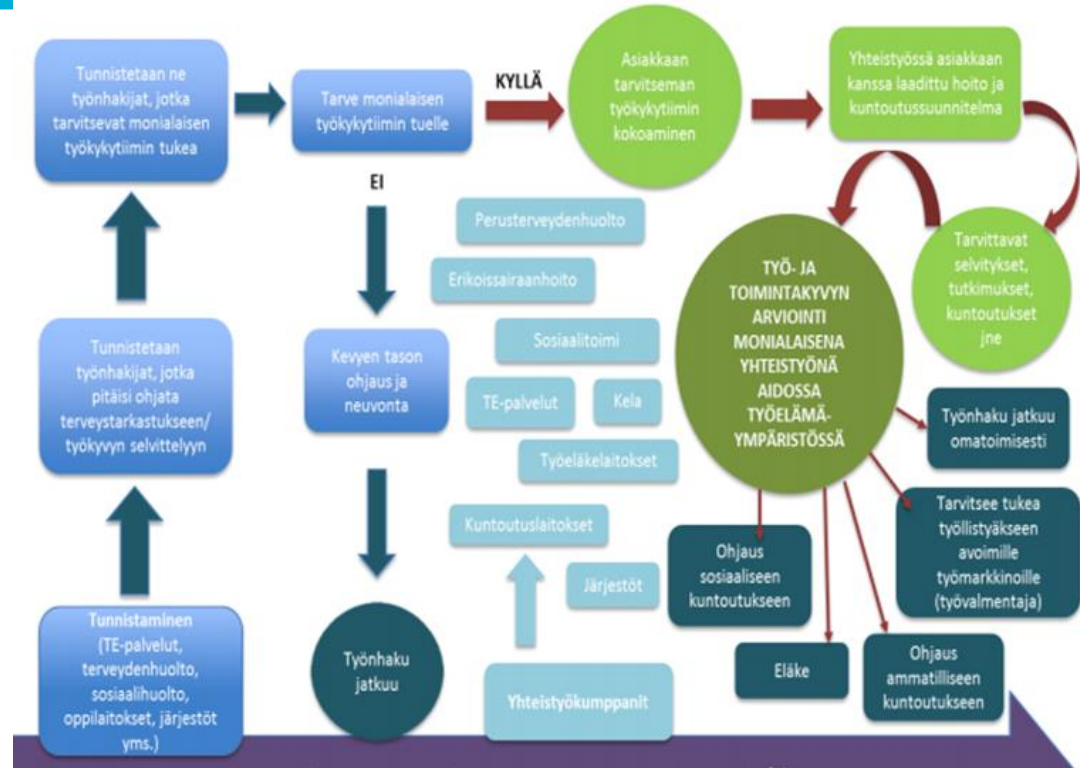 Tunnistetaan ne
työnhakijat, jotka
tarvitsevat monialaisen
työkykytiimin tukea
Tarve monialaisen
työkykytiimin tuelle
KYLLÄ
Asiakkaan
tarvitseman
työkykytiimin
kokoaminen
Yhteistyössä asiakkaan
kanssa laadittu hoito ja
kuntoutussuunnitelma
EI
Perusterveydenhuolto
Erikoissairaanhoito
Sosiaalitoimi
TE-palvelut
Kela
Työeläkelaitokset
Kuntoutuslaitokset
Järjestöt
Yhteistyökumppanit
Tarvittavat
selvitykset,
tutkimukset,
kuntoutukset
jne
TYÖ- JA
TOIMINTAKYVYN
ARVIOINTI
MONIALAISENA
YHTEISTYÖNÄ
AIDOSSA
TYÖELÄMÄ-
YMPÄRISTÖSSÄ
Tunnistetaan
työnhakijat, jotka
pitäisi ohjata
terveystarkastukseen/
työkyvyn selvittelyyn
Kevyen tason
ohjaus ja
neuvonta
Työnhaku jatkuu
omatoimisesti
Tarvitsee tukea
työllistyäkseen
avoimille
työmarkkinoille
(työvalmentaja)
Ohjaus
sosiaaliseen
kuntoutukseen
Eläke
Ohjaus
ammatilliseen
kuntoutukseen
Tunnistaminen
(TE-palvelut,
terveydenhuolto,
sosiaalihuolto,
oppilaitokset, järjestöt
yms.)
Työnhaku
jatkuu